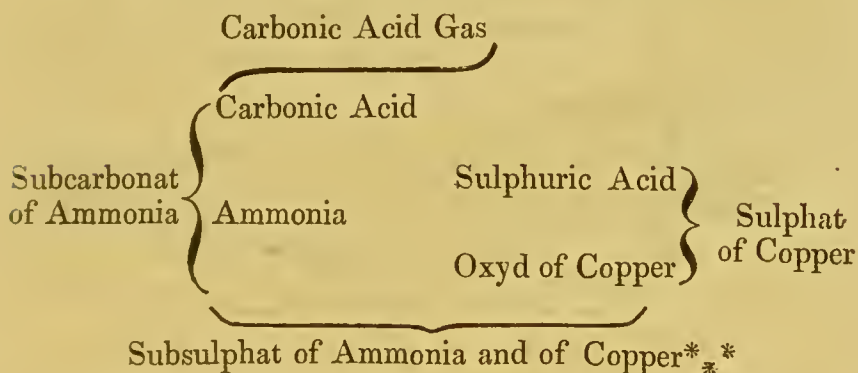 Carbonic Acid Gas
Carbonic Acid
Subcarbonat
of Ammonia
Ammonia
Sulphuric Acid
Oxyd of Copper
Sulphat
of Copper
Subsulphat of Ammonia and of Copper*⁎*